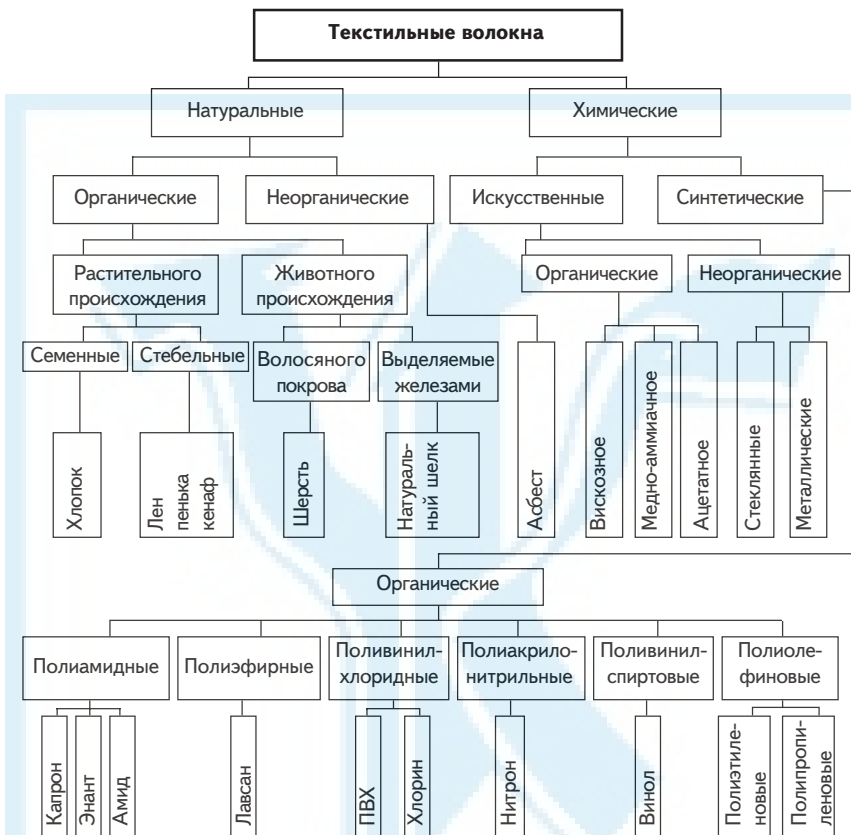 Текстильные волокна
Натуральные
Химические
Органические
Неорганические
Искусственные
Синтетические
Растительного
происхождения
Животного
происхождения
Органические
Неорганические
Семенные
Стебельные
Волосяного
покрова
Выделяемые
железами
Хлопок
Лен
пенька
кенаф
Шерсть
Натураль-
ный шелк
Асбест
Вискозное
Медно-аммиачное
Ацетатное
Стеклянные
Металлические
Органические
Полиамидные
Полиэфирные
Поливинил-
хлоридные
Полиакрило-
нитрильные
Поливинил-
спиртовые
Полиоле-
финовые
Капрон
Энант
Амид
Лавсан
ПВХ
Хлорин
Нитрон
Винол
Полиэтиле-
новые
Полипропи-
леновые